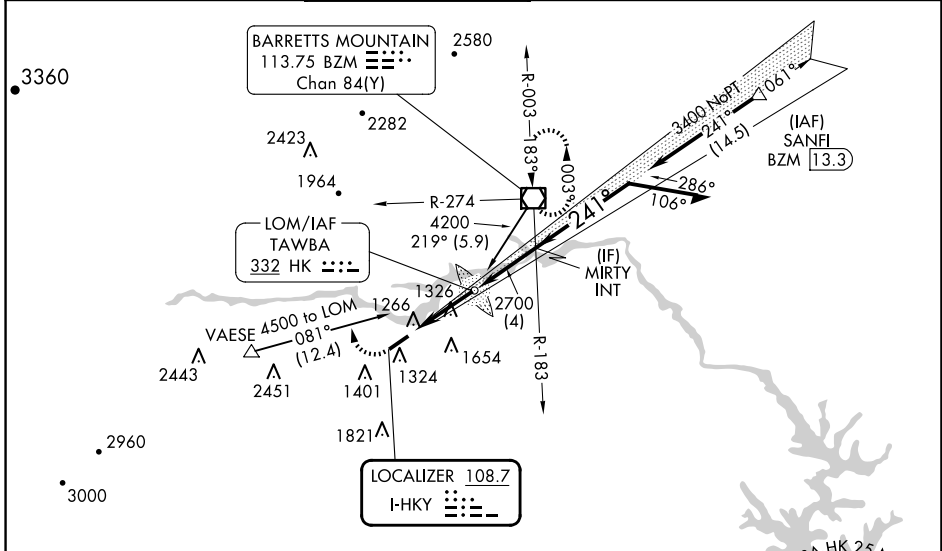 BARRETTS MOUNTAIN
113.75 BZM
Chan 84(Y)
2580
3360
2282
2423
1964
R-003
183°
003°
3400 NoPT
241°
(14.5)
061°
(IAF)
SANFI
BZM 13.3
286°
106°
R-274
4200
219° (5.9)
241°
LOM/IAF
TAWBA
332 HK
(IF)
MIRTY
INT
1326
1266
2700
(4)
VAESE 4500 to LOM
081°
(12.4)
R-183
1654
2443
2451
1401
1324
1821
2960
3000
LOCALIZER 108.7
I-HKY
HK 25